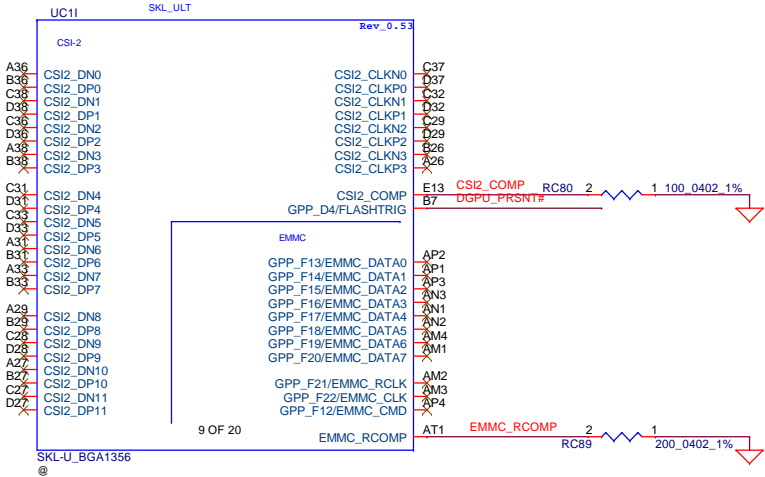 UC1I
SKL_ULT
Rev_0.53
CSI-2
A36 CSI2_DN0 CSI2_CLKN0 C37
B36 CSI2_DP0 CSI2_CLKP0 D37
C38 CSI2_DN1 CSI2_CLKN1 C32
D38 CSI2_DP1 CSI2_CLKP1 D32
C36 CSI2_DN2 CSI2_CLKN2 C29
D36 CSI2_DP2 CSI2_CLKP2 D29
A38 CSI2_DN3 CSI2_CLKN3 B26
B38 CSI2_DP3 CSI2_CLKP3 A26
C31 CSI2_DN4 CSI2_COMP E13 CSI2_COMP RC80 2 1 100_0402_1%
D31 CSI2_DP4 GPP_D4/FLASHTRIG B7 DGPU_PRSNT#
C33 CSI2_DN5
D33 CSI2_DP5 EMMC
A31 CSI2_DN6
B31 CSI2_DP6 GPP_F13/EMMC_DATA0 AP2
A33 CSI2_DN7 GPP_F14/EMMC_DATA1 AP1
B33 CSI2_DP7 GPP_F15/EMMC_DATA2 AP3
GPP_F16/EMMC_DATA3 AN3
A29 CSI2_DN8 GPP_F17/EMMC_DATA4 AN1
B29 CSI2_DP8 GPP_F18/EMMC_DATA5 AN2
C28 CSI2_DN9 GPP_F19/EMMC_DATA6 AM4
D28 CSI2_DP9 GPP_F20/EMMC_DATA7 AM1
A27 CSI2_DN10
B27 CSI2_DP10 GPP_F21/EMMC_RCLK AM2
C27 CSI2_DN11 GPP_F22/EMMC_CLK AM3
D27 CSI2_DP11 GPP_F12/EMMC_CMD AP4
9 OF 20
EMMC_RCOMP AT1 EMMC_RCOMP 2 1
RC89 200_0402_1%
SKL-U_BGA1356
@